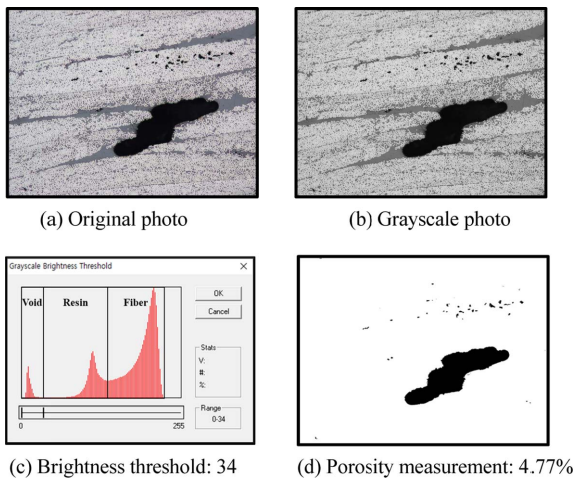 (a) Original photo
(b) Grayscale photo
Grayscale Brightness Threshold
Void
Resin
Fiber
OK
Cancel
Stats
V:
#:
%:
Range
0-34
0
255
(c) Brightness threshold: 34
(d) Porosity measurement: 4.77%